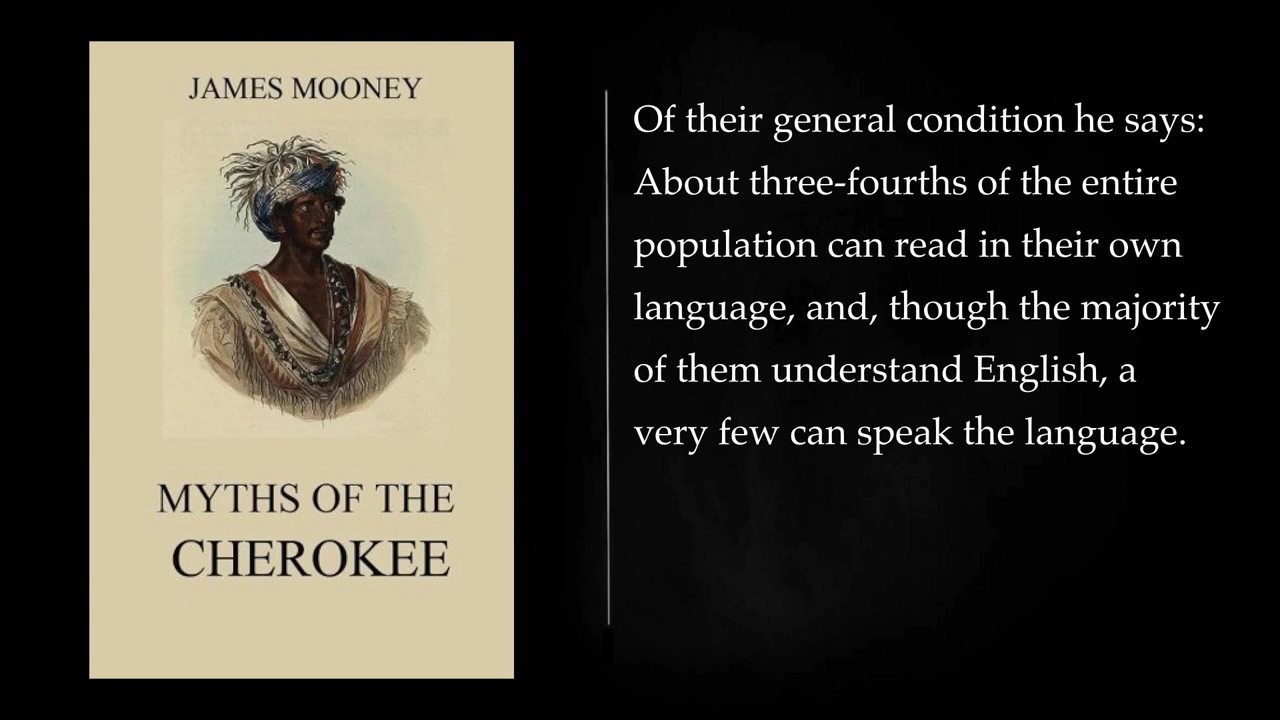 JAMES MOONEY
MYTHS OF THE
CHEROKEE
Of their general condition he says:
About three-fourths of the entire
population can read in their own
language, and, though the majority
of them understand English, a
very few can speak the language.